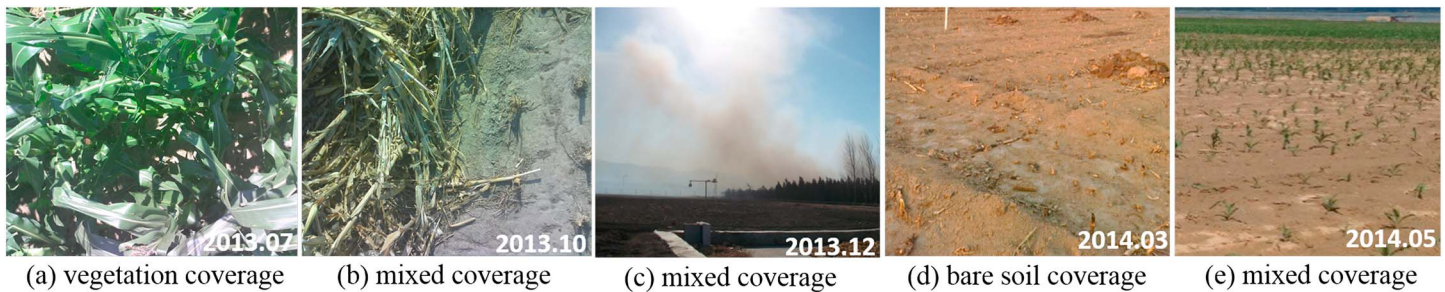 2013.07
2013.10
2013.12
2014.03
2014.05
(a) vegetation coverage
(b) mixed coverage
(c) mixed coverage
(d) bare soil coverage
(e) mixed coverage